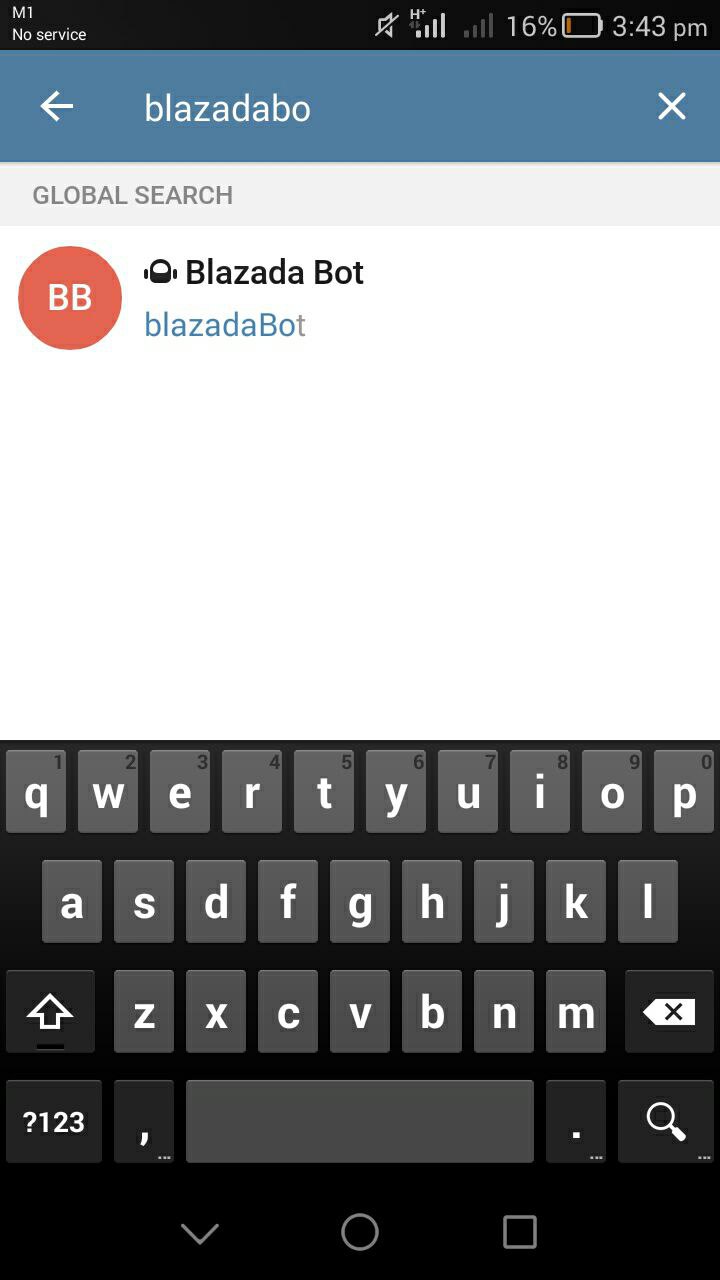 M1
No service
H+
16%
3:43 pm
blazadabo
GLOBAL SEARCH
BB
Blazada Bot
blazadaBot
1 2 3 4 5 6 7 8 9 0
q w e r t y u i o p
a s d f g h j k l
z x c v b n m
?123 , ... . ... ...